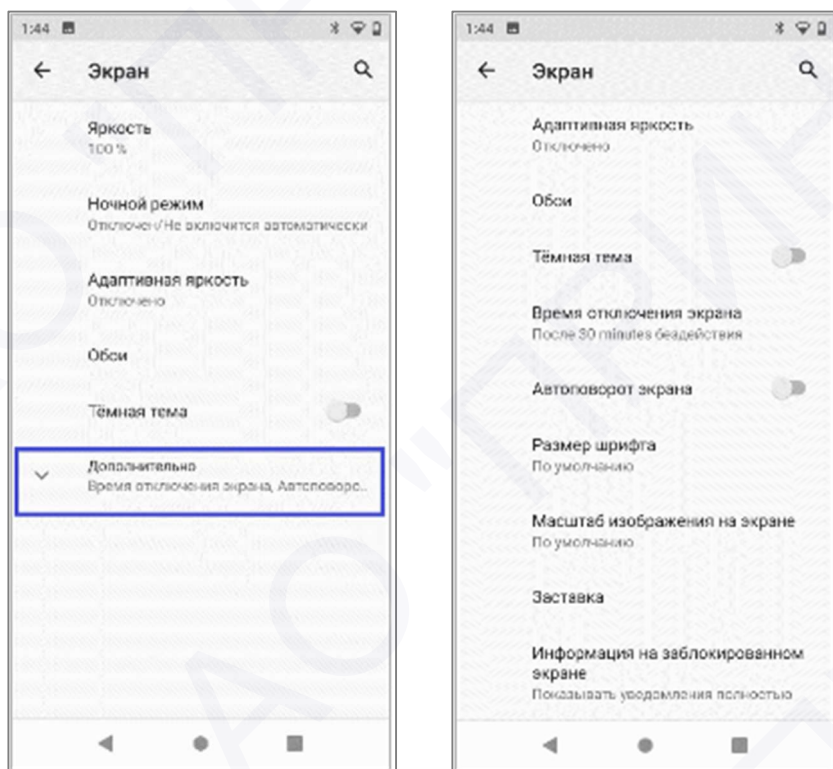 1:44
Экран
Яркость
100 %
Ночной режим
Отключен/Не включится автоматически
Адаптивная яркость
Отключено
Обои
Тёмная тема
Дополнительно
Время отключения экрана, Автоповоро..
1:44
Экран
Адаптивная яркость
Отключено
Обои
Тёмная тема
Время отключения экрана
После 30 minutes бездействия
Автоповорот экрана
Размер шрифта
По умолчанию
Масштаб изображения на экране
По умолчанию
Заставка
Информация на заблокированном
экране
Показывать уведомления полностью